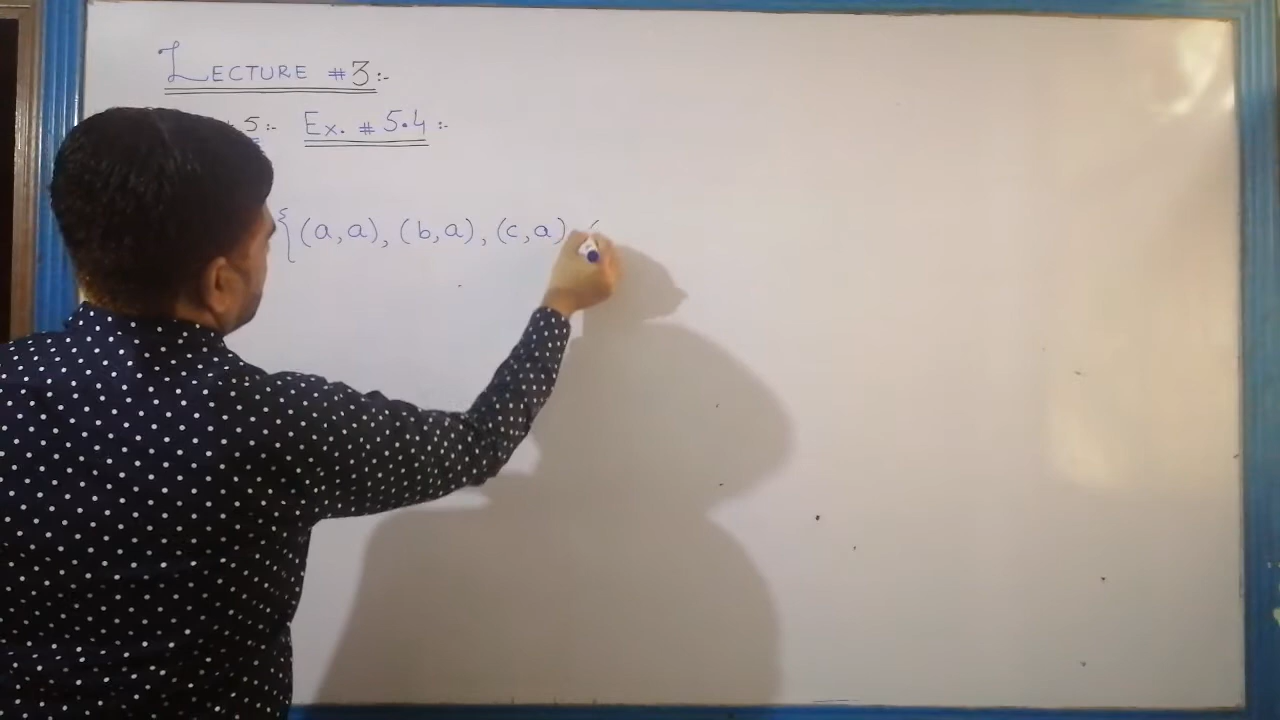 LECTURE #3:-
5:- Ex. # 5.4 :-
{(a,a), (b,a), (c,a) (